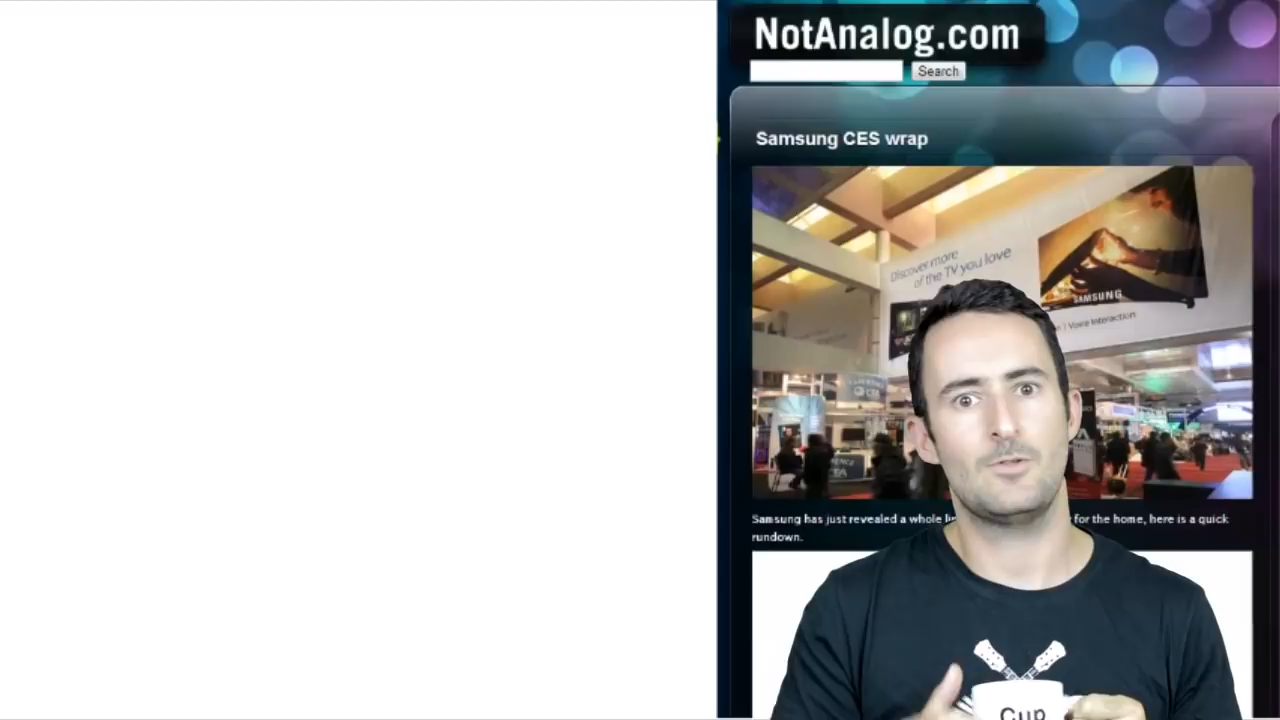 NotAnalog.com
Search
Samsung CES wrap
Discover more
of the TV you love
SAMSUNG
Voice Interaction
CEA
Samsung has just revealed a whole for the home, here is a quick
rundown.
Cup